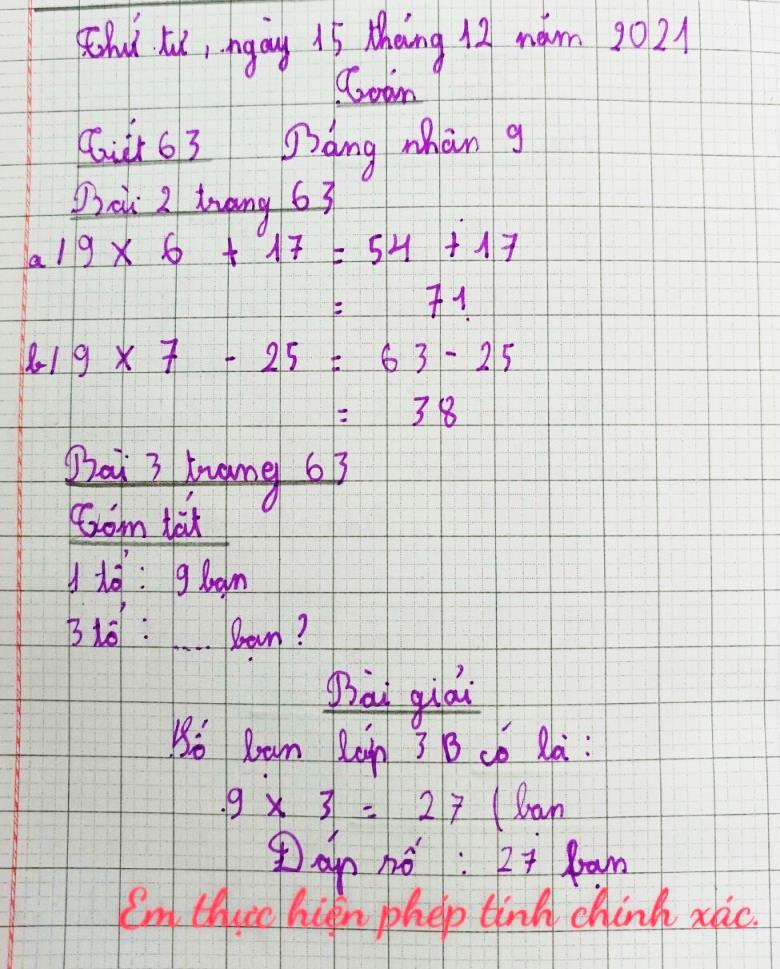 Thứ tư, ngày 15 tháng 12 năm 2021
Toán
Tiết 63 Bảng nhân 9
Bài 2 trang 63
a/ 9 x 6 + 17 = 54 + 17
= 71
b/ 9 x 7 - 25 = 63 - 25
= 38
Bài 3 trang 63
Tóm tắt
1 tổ : 9 bạn
3 tổ : .... bạn ?
Bài giải
Số bạn lớp 3B có là :
9 x 3 = 27 ( bạn
Đáp số : 27 bạn
Em thực hiện phép tính chính xác.